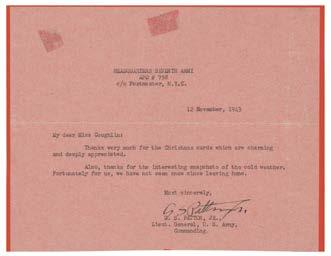 HEADQUARTERS SEVENTH ARMY
APO # 758
c/o Postmaster, N.Y.C.
12 November, 1943
My dear Miss Coughlin:
Thanks very much for the Christmas cards which are charming
and deeply appreciated.
Also, thanks for the interesting snapshots of the cold weather.
Fortunately for us, we have not seen snow since leaving home.
Most sincerely,
G S Patton Jr
G. S. PATTON, JR.
Lieut. General, U. S. Army,
Commanding.